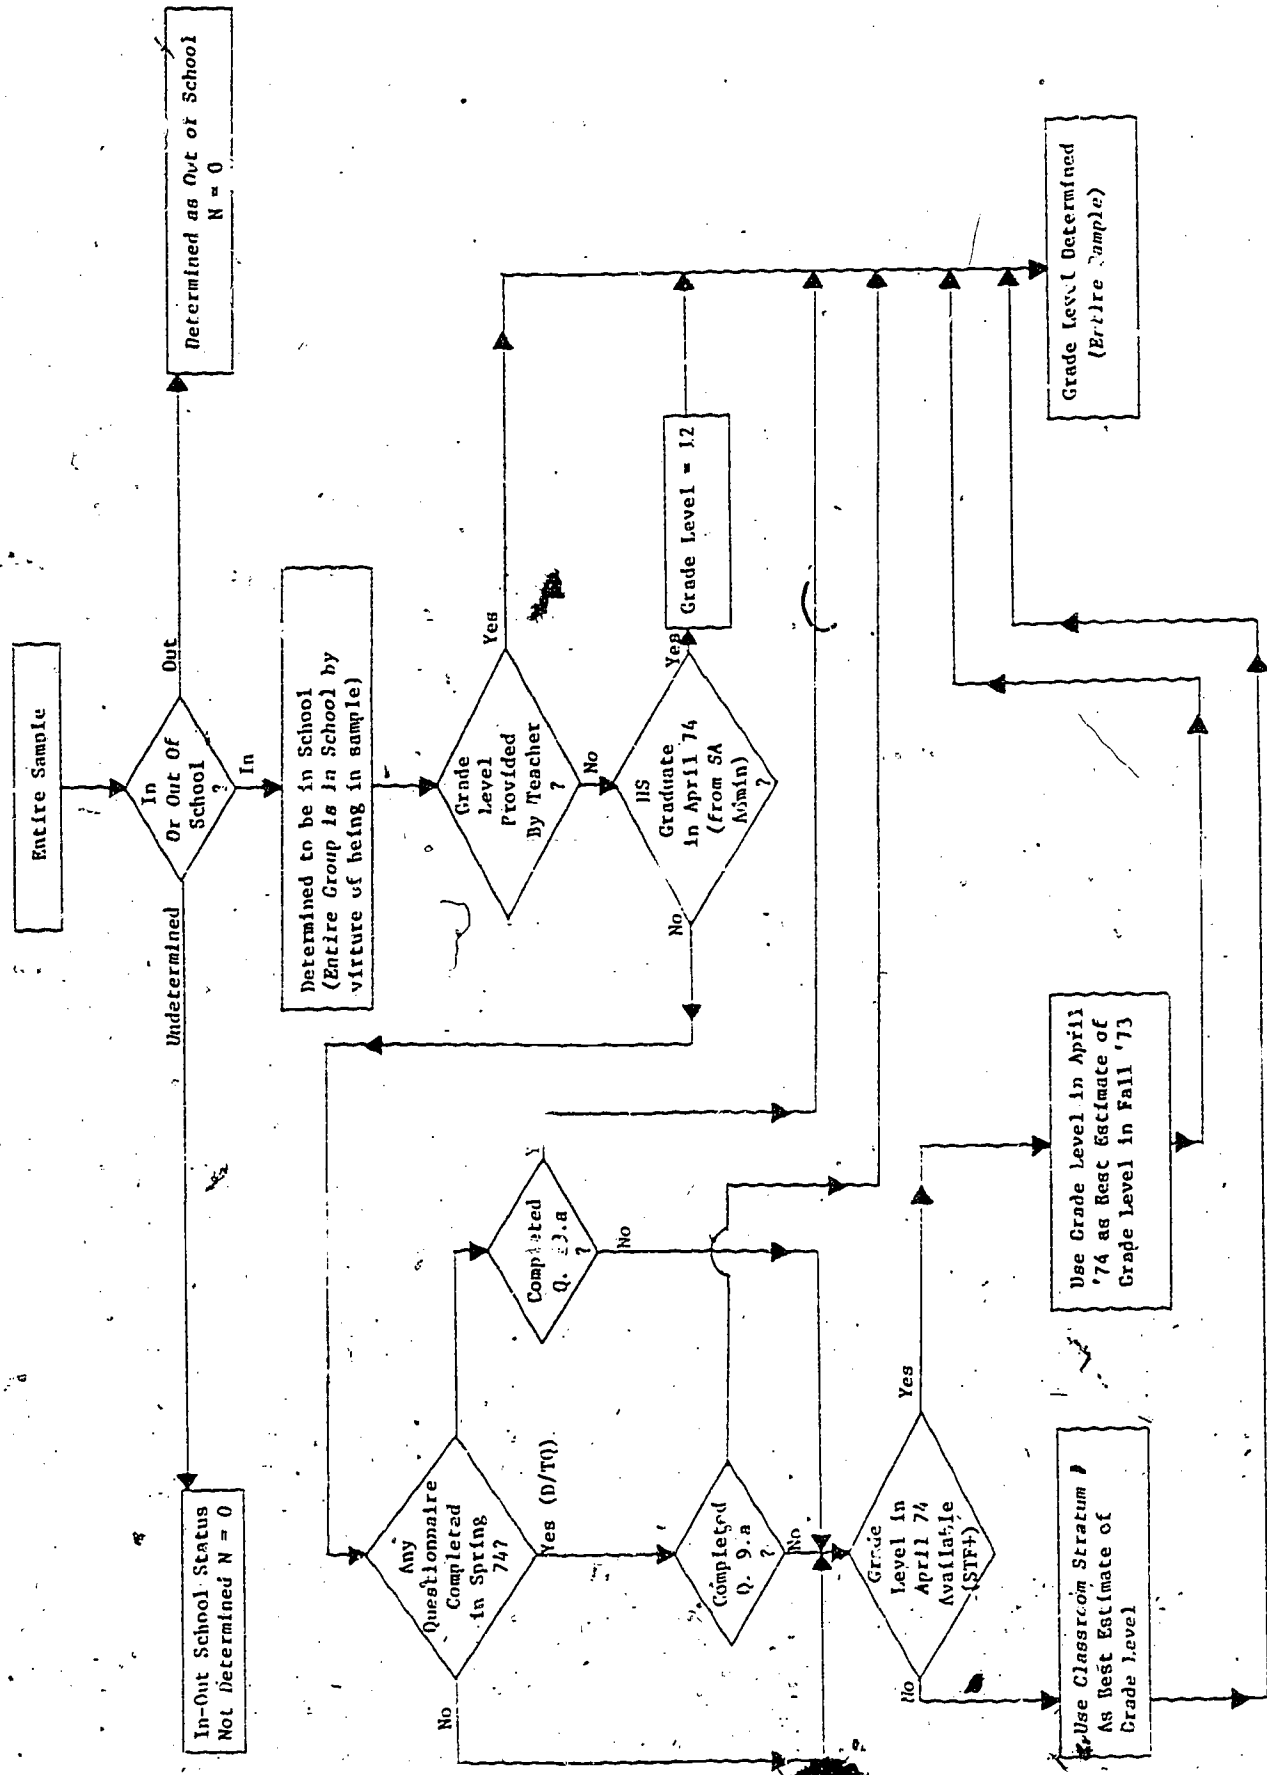 Entire Sample
In
Or Out Of
School
?
Undetermined
Out
In
In-Out School Status
Not Determined N = 0
Determined as Out of School
N = 0
Determined to be in School
(Entire Group is in School by
virture of being in sample)
Grade
Level
Provided
By Teacher
?
Yes
No
HS
Graduate
in April 74
(from SA
Admin)
?
Yes
No
Grade Level = 12
Any
Questionnaire
Completed
in Spring
74?
No
Yes (D/TQ)
Completed
Q.
?
Y
No
Completed
Q. 9.a
?
No
Grade
Level in
April 74
Available
(STF4)
Yes
No
Use Classroom Stratum
As Best Estimate of
Grade Level
Use Grade Level in April
'74 as Best Estimate of
Grade Level in Fall '73
Grade Level Determined
(Entire Sample)